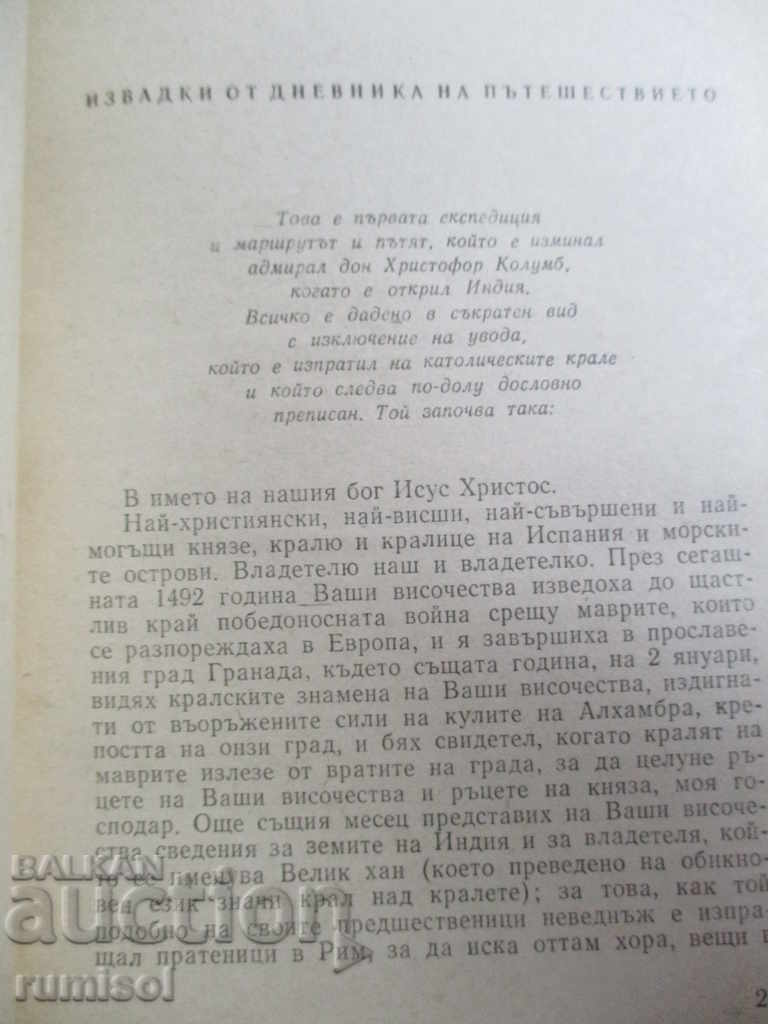 ИЗВАДКИ ОТ ДНЕВНИКА НА ПЪТЕШЕСТВИЕТО
Това е първата експедиция
и маршрутът и пътят, който е изминал
адмирал дон Христофор Колумб,
когато е открил Индия.
Всичко е дадено в съкратен вид
с изключение на увода,
който е изпратил на католическите крале
и който следва по-долу дословно
преписан. Той започва така:
В името на нашия бог Исус Христос.
Най-християнски, най-висши, най-съвършени и най-
могъщи князе, кралю и кралице на Испания и морски-
те острови. Владетелю наш и владетелко. През сегаш-
ната 1492 година Ваши височества изведоха до щаст-
лив край победоносната война срещу маврите, които
се разпореждаха в Европа, и я завършиха в прославе-
ния град Гранада, където същата година, на 2 януари,
видях кралските знамена на Ваши височества, издигна-
ти от въоръжените сили на кулите на Алхамбра, кре-
постта на онзи град, и бях свидетел, когато кралят на
маврите излезе от вратите на града, за да целуне ръ-
цете на Ваши височества и ръцете на княза, моя го-
сподар. Още същия месец представих на Ваши височе-
ства сведения за земите на Индия и за владетеля, кой-
то се именува Велик хан (което преведено на обикно-
вен език значи крал над кралете); за това, как той
подобно на своите предшественици неведнъж е изпра-
щал пратеници в Рим, за да иска оттам хора, вещи в
2
BALKAN
auction
rumisol